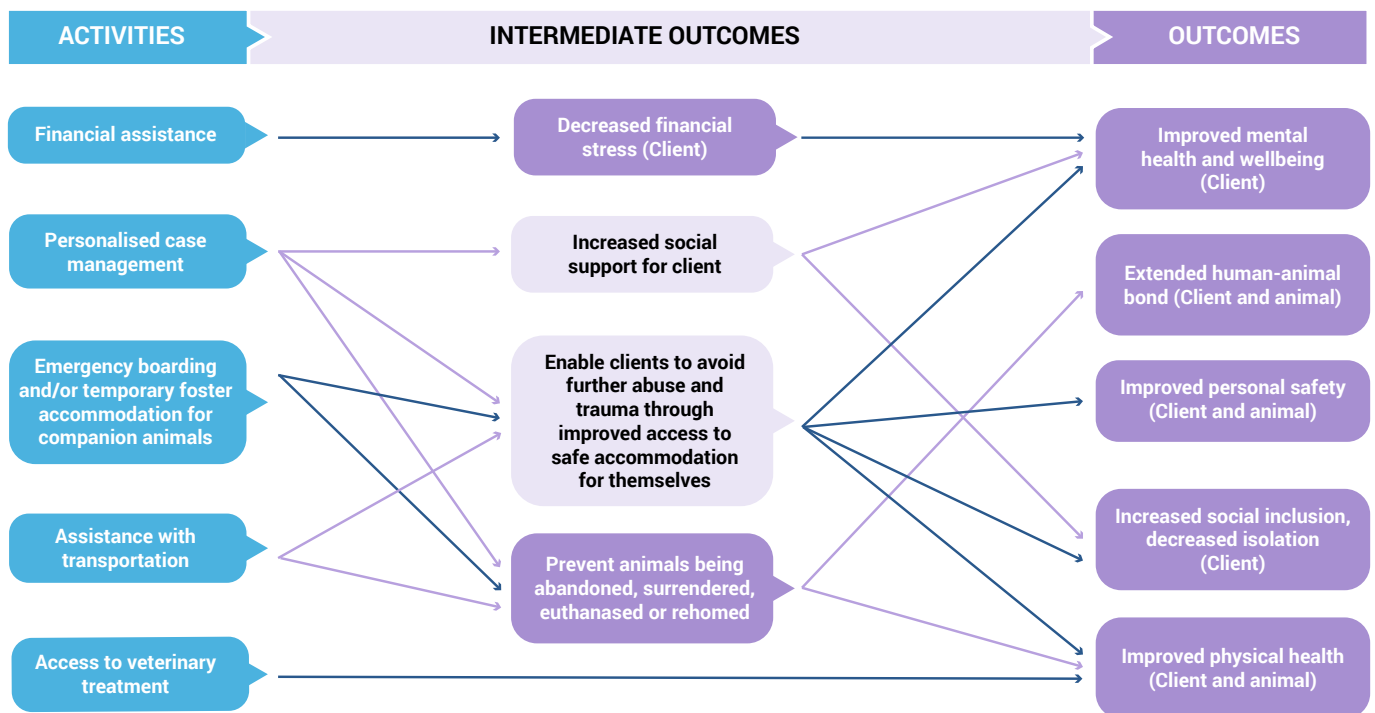 ACTIVITIES
INTERMEDIATE OUTCOMES
OUTCOMES
Financial assistance
Personalised case
management
Emergency boarding
and/or temporary foster
accommodation for
companion animals
Assistance with
transportation
Access to veterinary
treatment
Decreased financial
stress (Client)
Increased social
support for client
Enable clients to avoid
further abuse and
trauma through
improved access to
safe accommodation
for themselves
Prevent animals being
abandoned, surrendered,
euthanased or rehomed
Improved mental
health and wellbeing
(Client)
Extended human-animal
bond (Client and animal)
Improved personal safety
(Client and animal)
Increased social inclusion,
decreased isolation
(Client)
Improved physical health
(Client and animal)